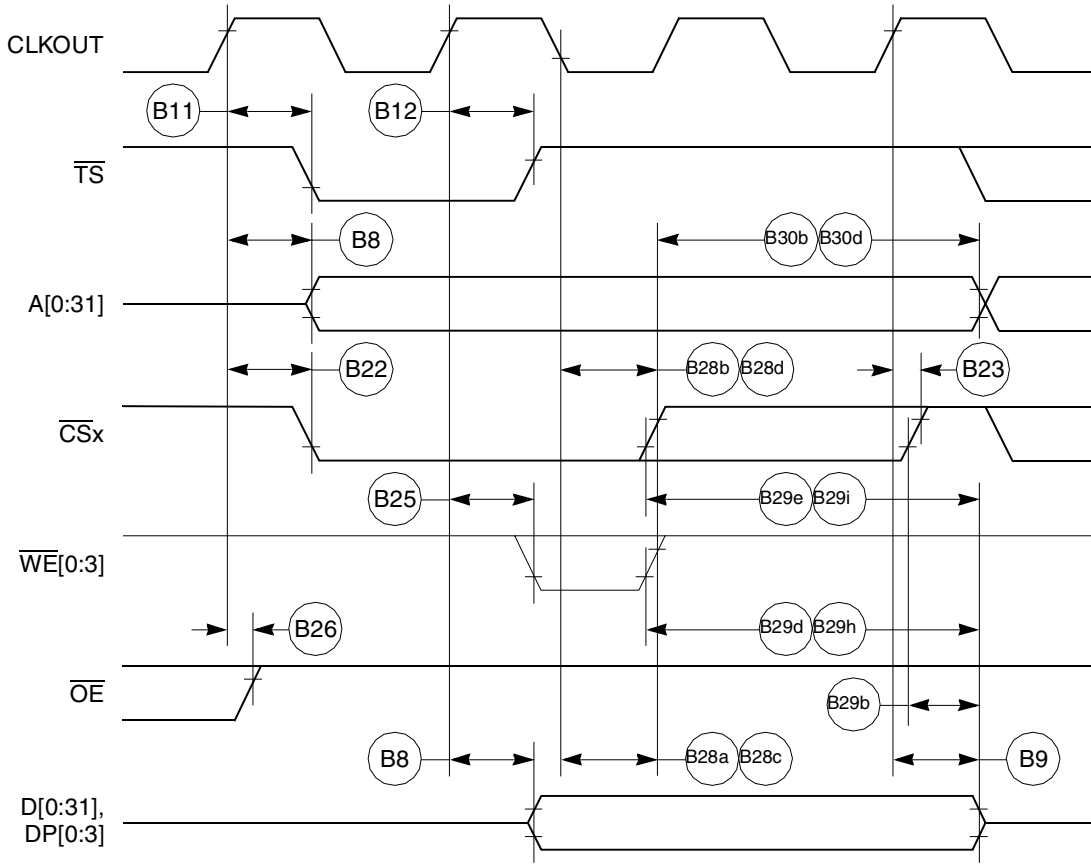 CLKOUT
B11 B12
TS
B8 B30b B30d
A[0:31]
B22 B28b B28d B23
CSx
B25 B29e B29i
WE[0:3]
B26 B29d B29h
OE
B29b
B8 B28a B28c B9
D[0:31],
DP[0:3]